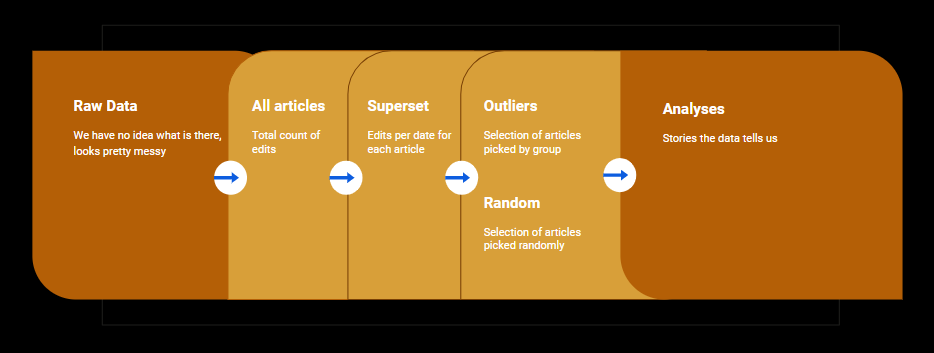 Raw Data
We have no idea what is there,
looks pretty messy
All articles
Total count of
edits
Superset
Edits per date for
each article
Outliers
Selection of articles
picked by group
Random
Selection of articles
picked randomly
Analyses
Stories the data tells us